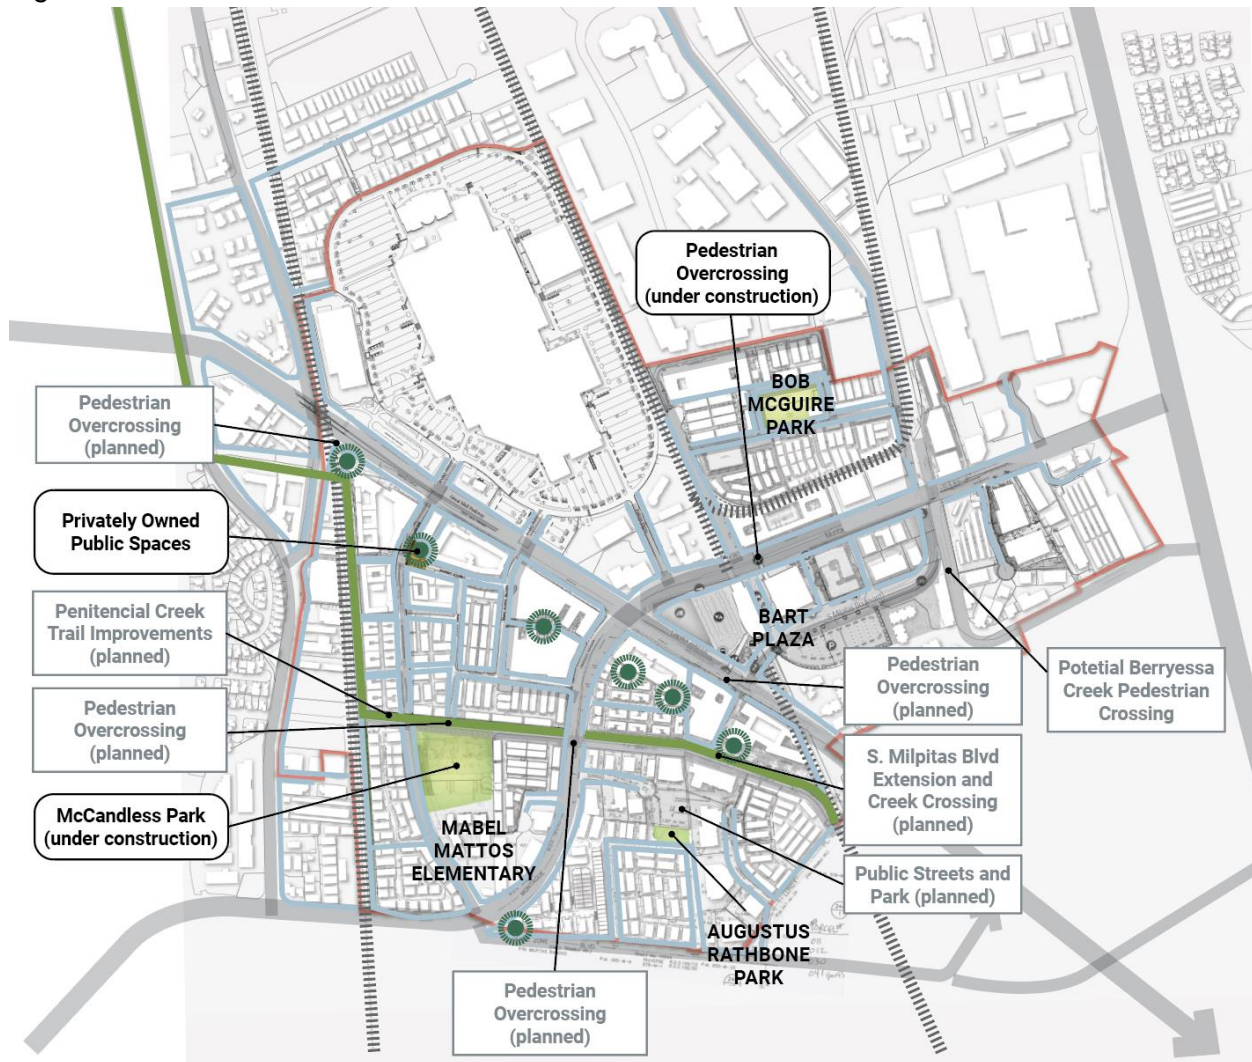 Pedestrian
Overcrossing
(under construction)
BOB
MCGUIRE
PARK
Pedestrian
Overcrossing
(planned)
Privately Owned
Public Spaces
Penitencial Creek
Trail Improvements
(planned)
BART
PLAZA
Pedestrian
Overcrossing
(planned)
Potetial Berryessa
Creek Pedestrian
Crossing
Pedestrian
Overcrossing
(planned)
S. Milpitas Blvd
Extension and
Creek Crossing
(planned)
McCandless Park
(under construction)
MABEL
MATTOS
ELEMENTARY
Public Streets and
Park (planned)
AUGUSTUS
RATHBONE
PARK
Pedestrian
Overcrossing
(planned)